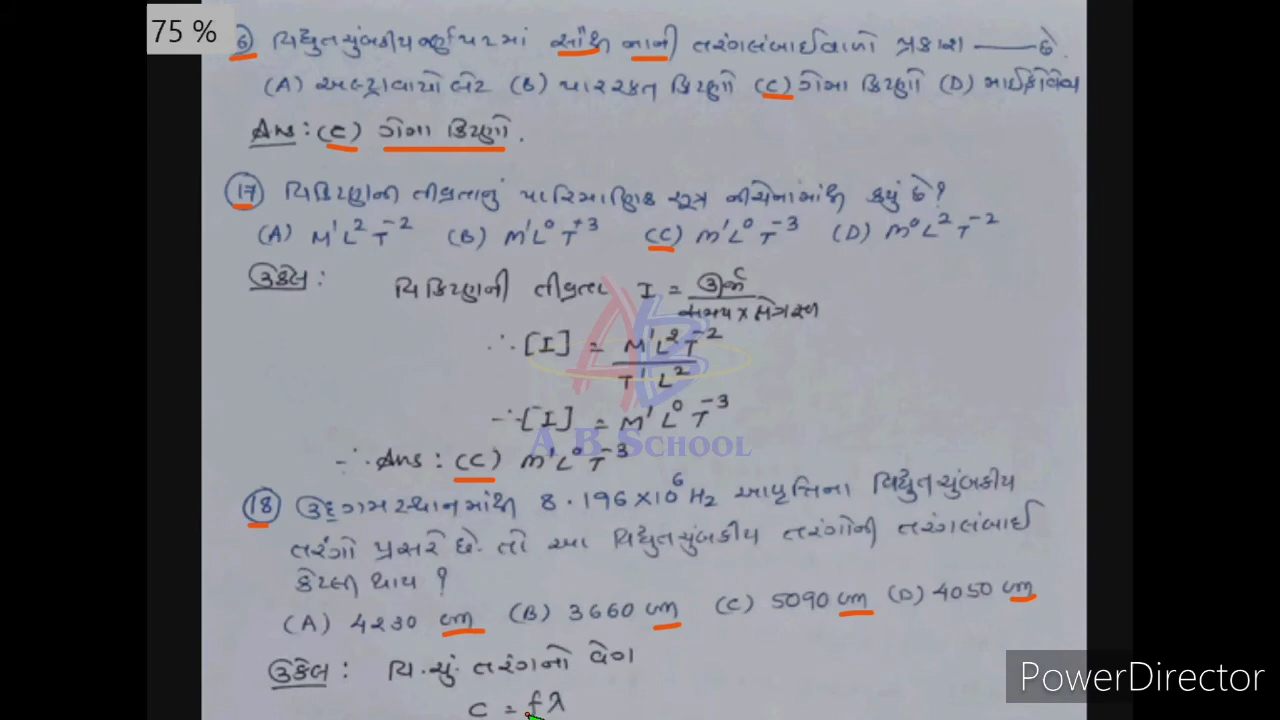 75 %
6) વિદ્યુતચુંબકીય વર્ણપટમાં સૌથી નાની તરંગલંબાઈવાળો પ્રકાશ —— છે.
(A) અલ્ટ્રાવાયોલેટ (B) પારરક્ત કિરણો (C) ગેમા કિરણો (D) માઈક્રોવેવ
Ans : (C) ગેમા કિરણો.
17) વિકિરણની તીવ્રતાનું પારિમાણિક સૂત્ર નીચેનામાંથી કયું છે?
(A) M¹L²T⁻² (B) M¹L⁰T⁺³ (C) M¹L⁰T⁻³ (D) M⁰L²T⁻²
ઉકેલ : વિકિરણની તીવ્રતા I = ઊર્જા / સમય × ક્ષેત્રફળ
∴ [I] = M¹L²T⁻² / T¹L²
∴ [I] = M¹L⁰T⁻³
A B SCHOOL
∴ Ans : (C) M¹L⁰T⁻³
18) ઉદ્ગમસ્થાનમાંથી 8.196×10⁶ Hz આવૃત્તિના વિદ્યુતચુંબકીય
તરંગો પ્રસરે છે. તો આ વિદ્યુતચુંબકીય તરંગોની તરંગલંબાઈ
કેટલી થાય ?
(A) 4230 cm (B) 3660 cm (C) 5090 cm (D) 4050 cm
ઉકેલ : વિ.ચું. તરંગનો વેગ
c = fλ
PowerDirector